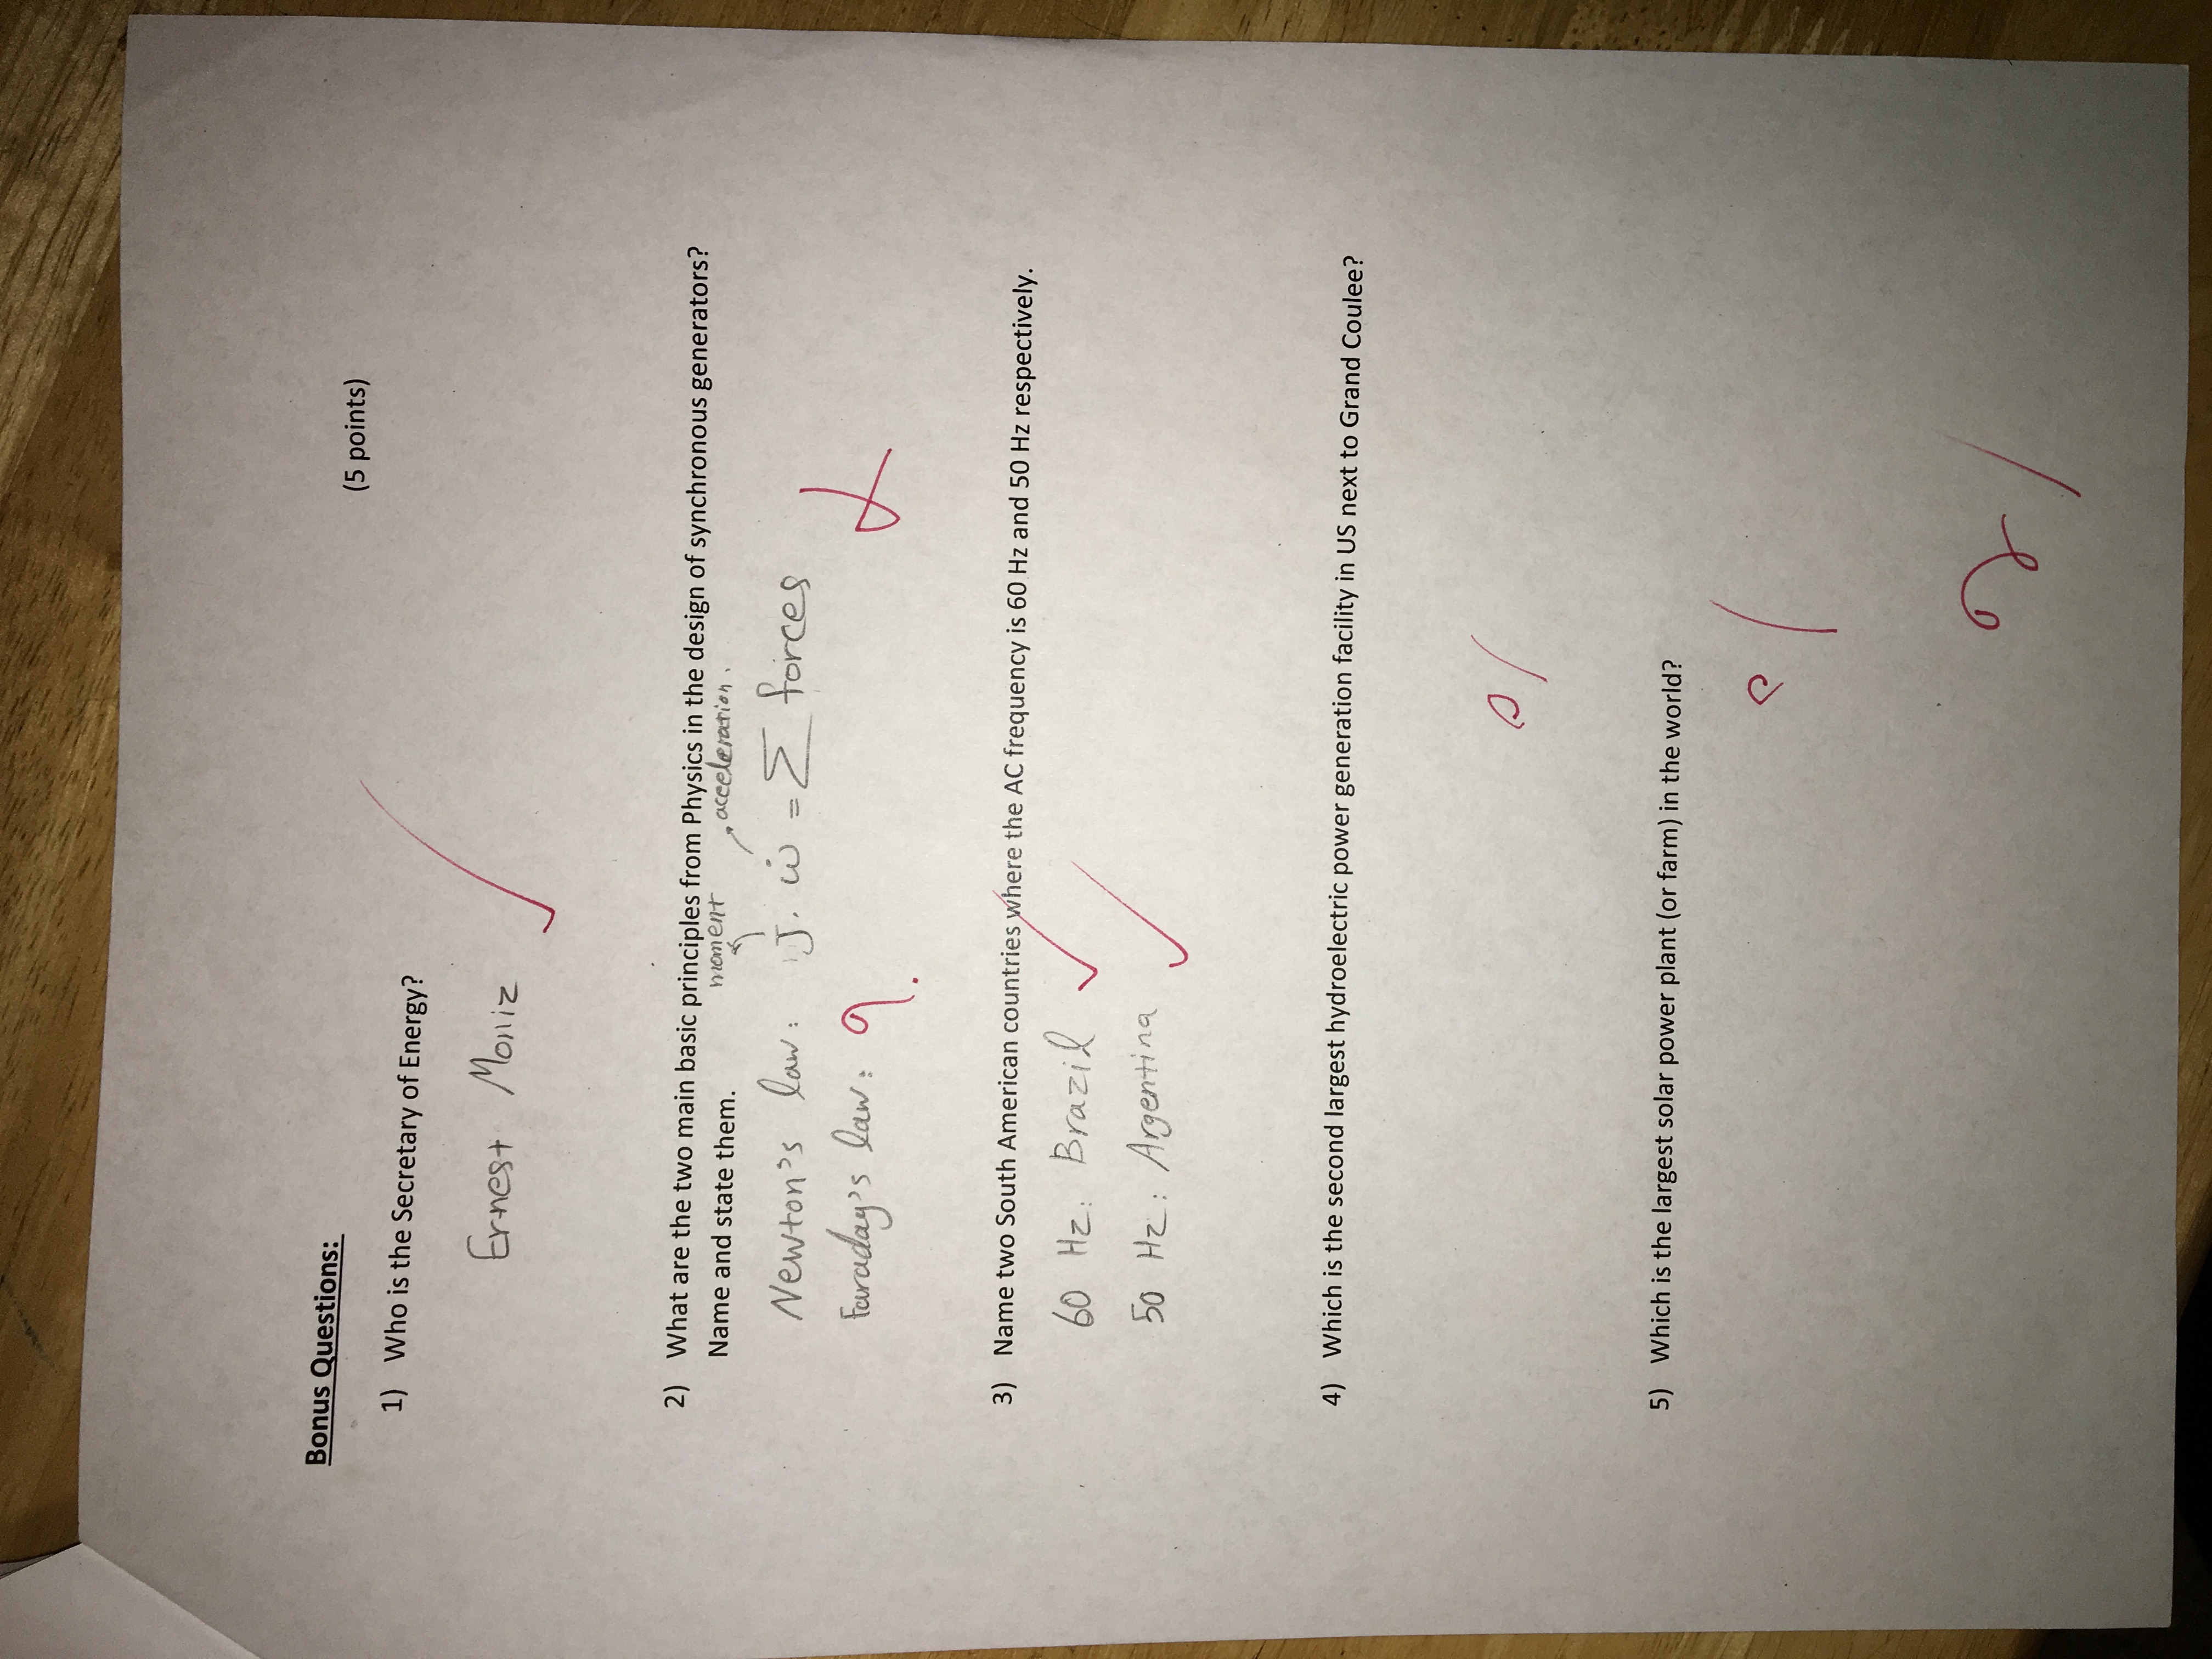 Bonus Questions:
(5 points)
1) Who is the Secretary of Energy?
Ernest Moniz
2) What are the two main basic principles from Physics in the design of synchronous generators?
Name and state them.
moment acceleration.
Newton's law: J. ω̇ = Σ forces
Faraday's law: ?
3) Name two South American countries where the AC frequency is 60 Hz and 50 Hz respectively.
60 Hz: Brazil
50 Hz: Argentina
4) Which is the second largest hydroelectric power generation facility in US next to Grand Coulee?
0/
5) Which is the largest solar power plant (or farm) in the world?
0/
2/